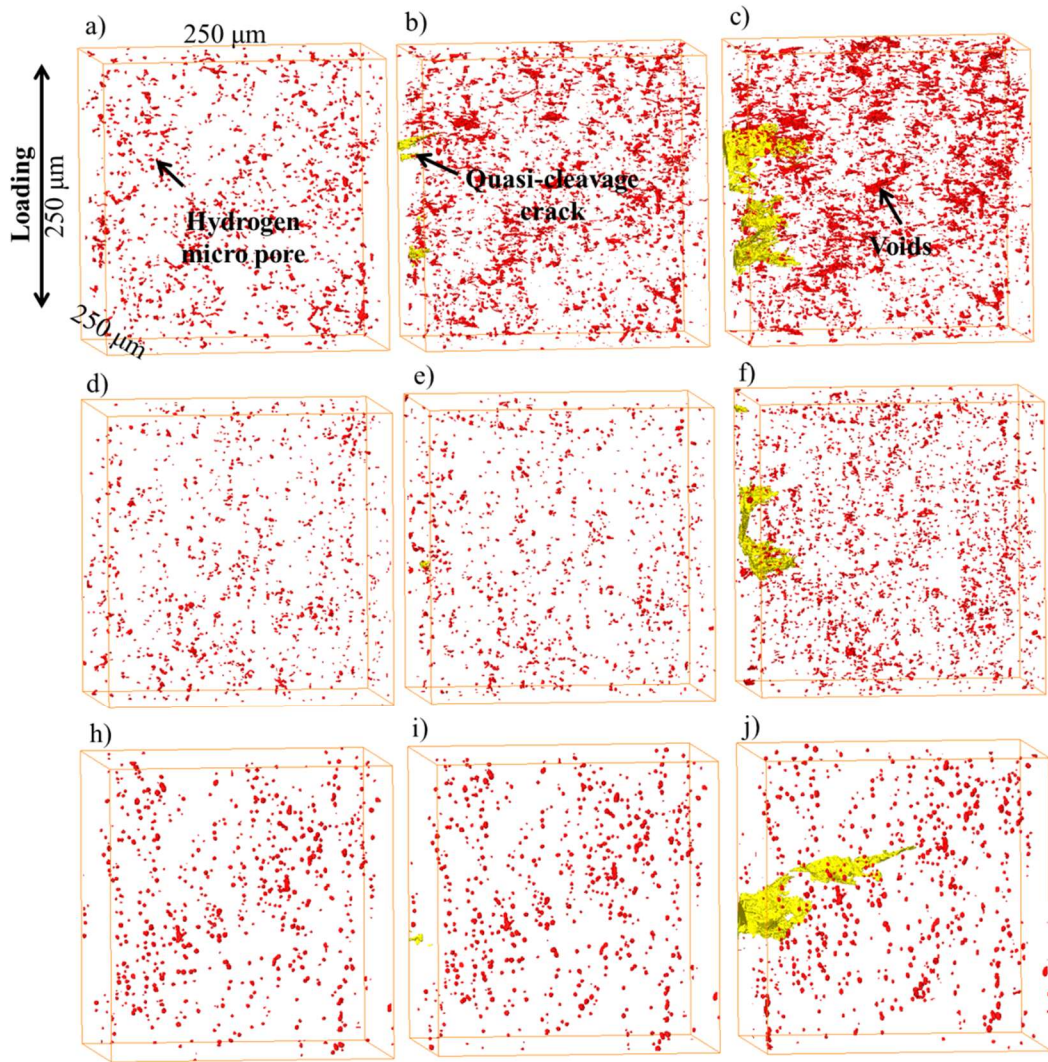 a)
b)
c)
250 μm
Loading
250 μm
Hydrogen
micro pore
250 μm
Quasi-cleavage
crack
Voids
d)
e)
f)
h)
i)
j)